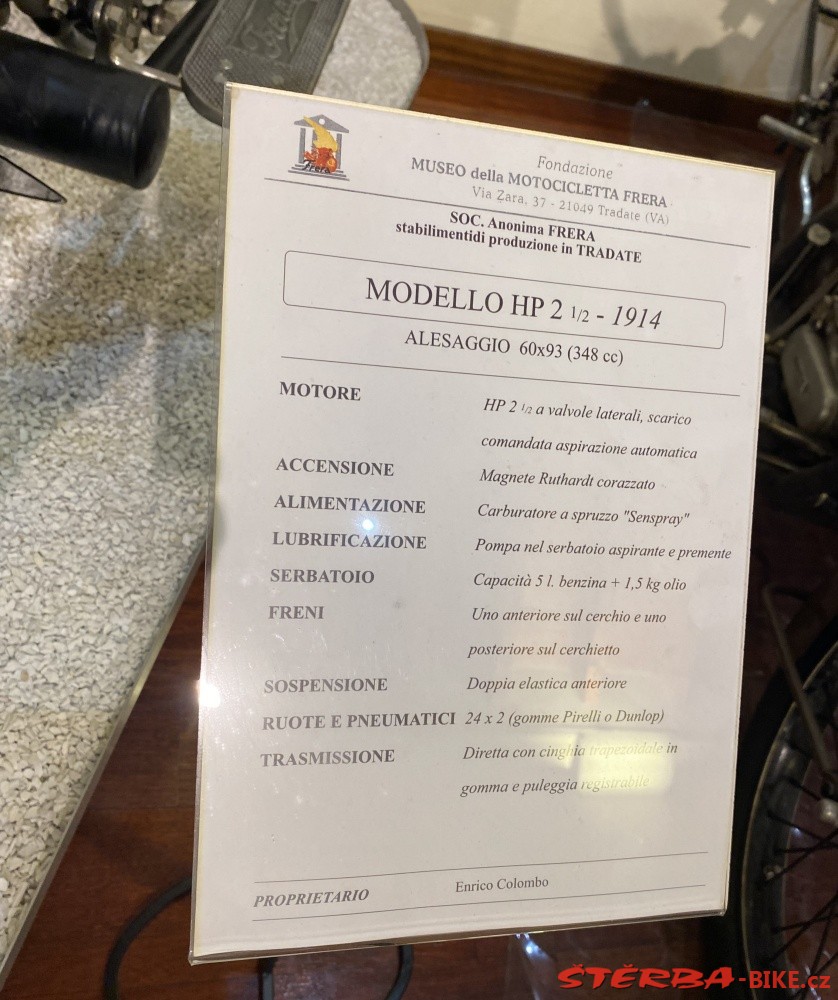 Frera
Frera
Fondazione
MUSEO della MOTOCICLETTA FRERA
Via Zara, 37 - 21049 Tradate (VA)
SOC. Anonima FRERA
stabilimentidi produzione in TRADATE
MODELLO HP 2 1/2 - 1914
ALESAGGIO 60x93 (348 cc)
MOTORE HP 2 1/2 a valvole laterali, scarico
comandata aspirazione automatica
ACCENSIONE Magnete Ruthardt corazzato
ALIMENTAZIONE Carburatore a spruzzo "Senspray"
LUBRIFICAZIONE Pompa nel serbatoio aspirante e premente
SERBATOIO Capacità 5 l. benzina + 1,5 kg olio
FRENI Uno anteriore sul cerchio e uno
posteriore sul cerchietto
SOSPENSIONE Doppia elastica anteriore
RUOTE E PNEUMATICI 24 x 2 (gomme Pirelli o Dunlop)
TRASMISSIONE Diretta con cinghia trapezoidale in
gomma e puleggia registrabile
PROPRIETARIO Enrico Colombo
ŠTĚRBA-BIKE.cz